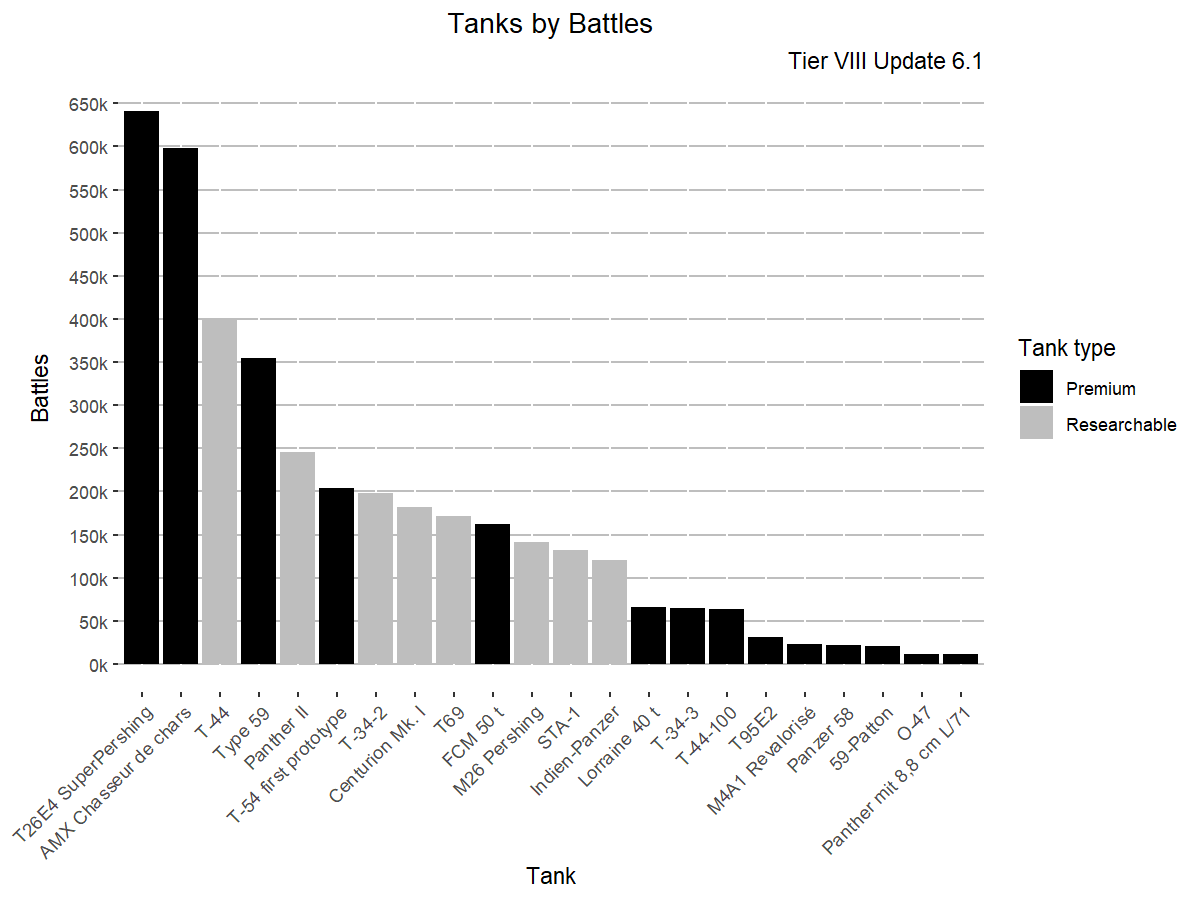 Tanks by Battles
Tier VIII Update 6.1
650k
600k
550k
500k
450k
400k
350k
300k
250k
200k
150k
100k
50k
0k
Battles
T26E4 SuperPershing
AMX Chasseur de chars
T-44
Type 59
Panther II
T-54 first prototype
T-34-2
Centurion Mk. I
T69
FCM 50 t
M26 Pershing
STA-1
Indien-Panzer
Lorraine 40 t
T-34-3
T-44-100
T95E2
M4A1 Revalorisé
Panzer 58
59-Patton
O-47
Panther mit 8,8 cm L/71
Tank
Tank type
Premium
Researchable